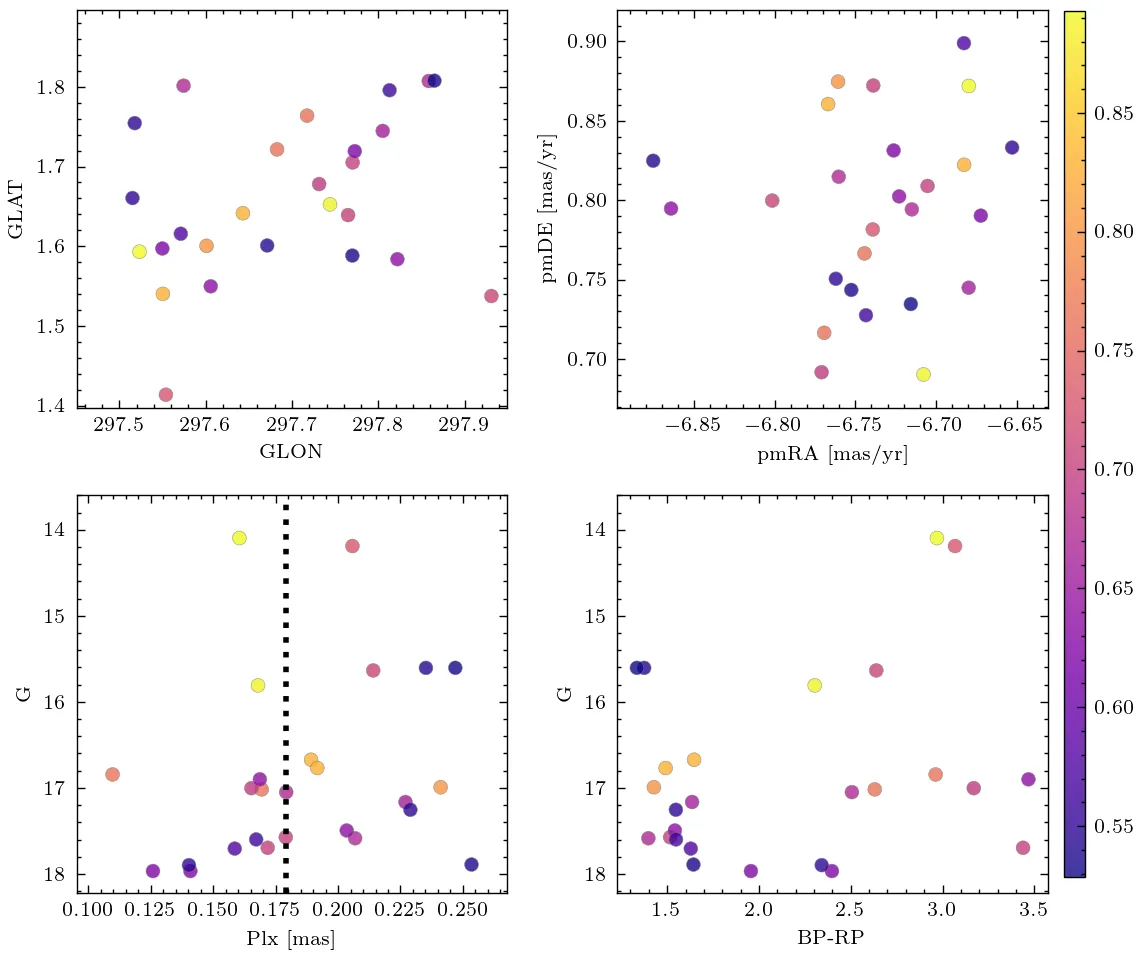 1.8
1.7
1.6
1.5
1.4
GLAT
297.5 297.6 297.7 297.8 297.9
GLON
0.90
0.85
0.80
0.75
0.70
pmDE [mas/yr]
−6.85 −6.80 −6.75 −6.70 −6.65
pmRA [mas/yr]
14
15
16
17
18
G
0.100 0.125 0.150 0.175 0.200 0.225 0.250
Plx [mas]
14
15
16
17
18
G
1.5 2.0 2.5 3.0 3.5
BP-RP
0.85
0.80
0.75
0.70
0.65
0.60
0.55